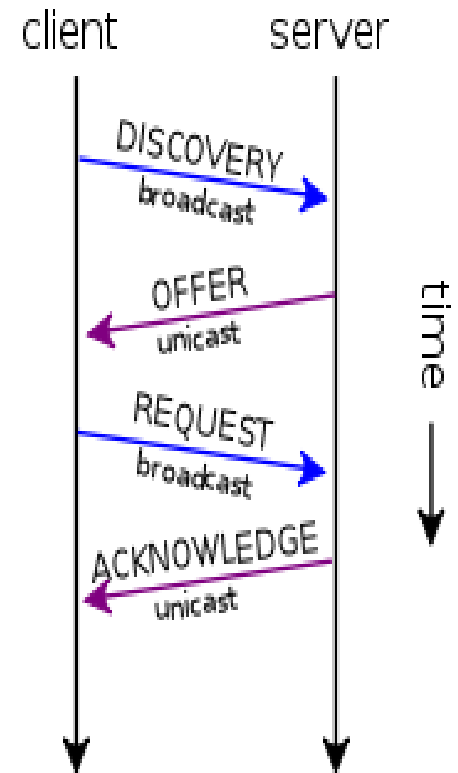 client
server
DISCOVERY
broadcast
OFFER
unicast
time
REQUEST
broadcast
ACKNOWLEDGE
unicast